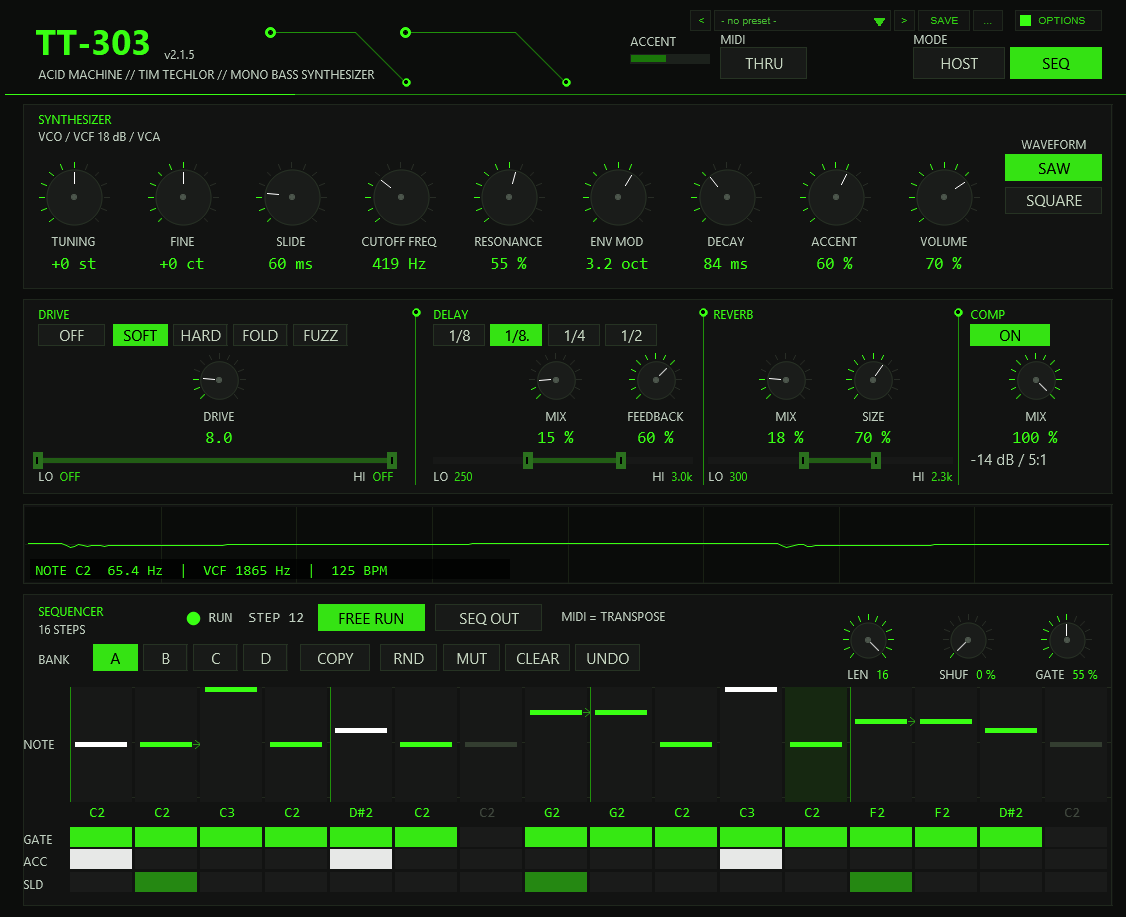 < - no preset - > SAVE ... OPTIONS
TT-303 v2.1.5
ACID MACHINE // TIM TECHLOR // MONO BASS SYNTHESIZER
ACCENT
MIDI
THRU
MODE
HOST SEQ
SYNTHESIZER
VCO / VCF 18 dB / VCA
TUNING FINE SLIDE CUTOFF FREQ RESONANCE ENV MOD DECAY ACCENT VOLUME
+0 st +0 ct 60 ms 419 Hz 55 % 3.2 oct 84 ms 60 % 70 %
WAVEFORM
SAW
SQUARE
DRIVE
OFF SOFT HARD FOLD FUZZ
DRIVE
8.0
LO OFF HI OFF
DELAY
1/8 1/8. 1/4 1/2
MIX FEEDBACK
15 % 60 %
LO 250 HI 3.0k
REVERB
MIX SIZE
18 % 70 %
LO 300 HI 2.3k
COMP
ON
MIX
100 %
-14 dB / 5:1
NOTE C2 65.4 Hz | VCF 1865 Hz | 125 BPM
SEQUENCER
16 STEPS
RUN STEP 12 FREE RUN SEQ OUT MIDI = TRANSPOSE
BANK A B C D COPY RND MUT CLEAR UNDO
LEN 16 SHUF 0 % GATE 55 %
NOTE
C2 C2 C3 C2 D#2 C2 C2 G2 G2 C2 C3 C2 F2 F2 D#2 C2
GATE
ACC
SLD